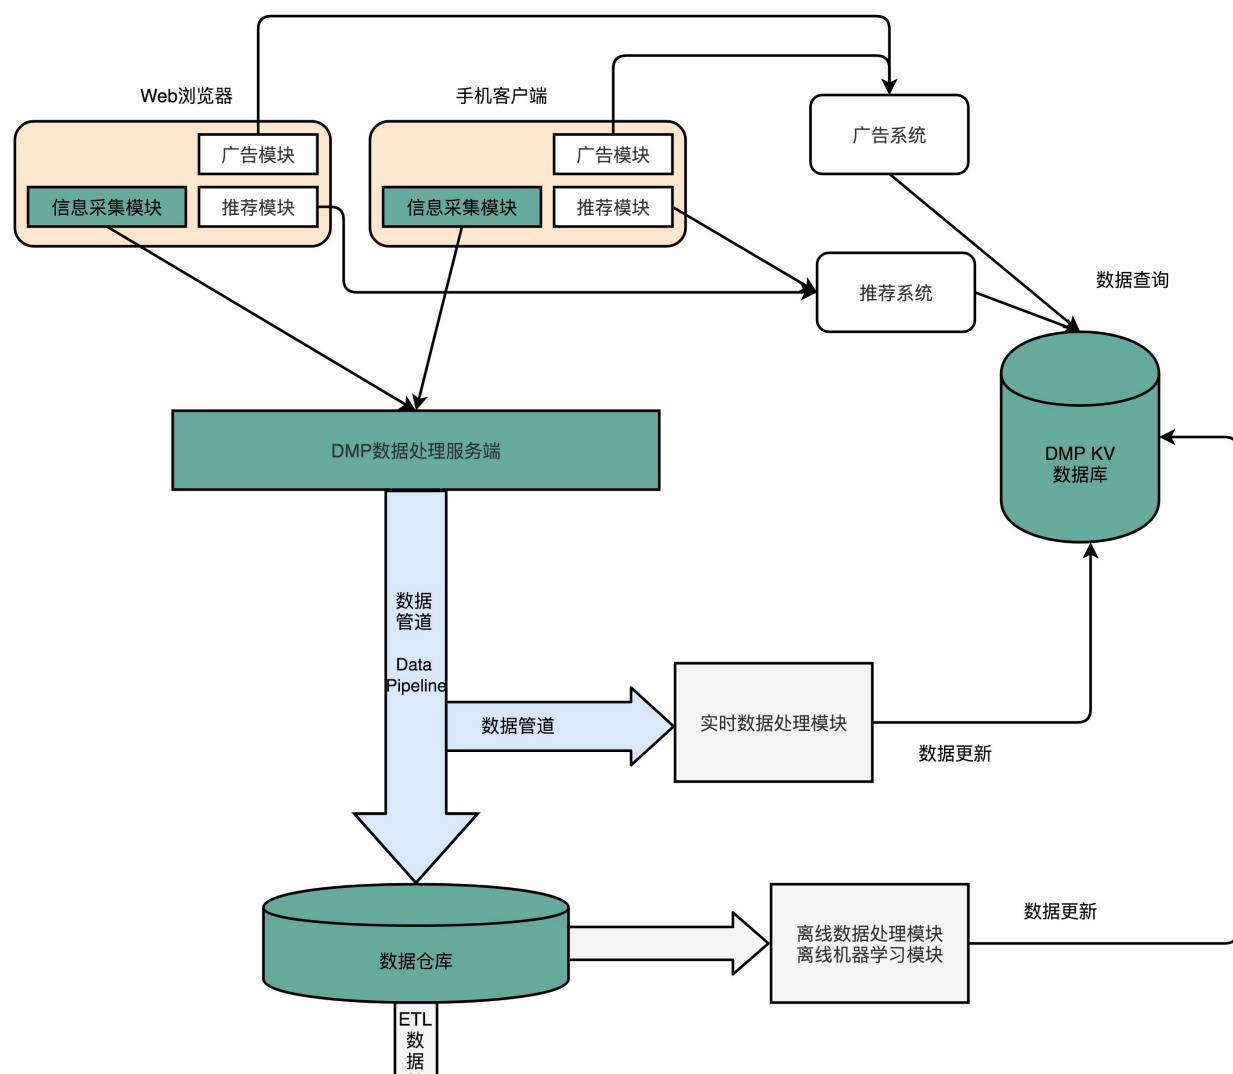 Web浏览器
手机客户端
广告模块
信息采集模块
推荐模块
广告模块
信息采集模块
推荐模块
广告系统
推荐系统
数据查询
DMP数据处理服务端
DMP KV
数据库
数据
管道
Data
Pipeline
数据管道
实时数据处理模块
数据更新
数据仓库
离线数据处理模块
离线机器学习模块
数据更新
ETL
数
据